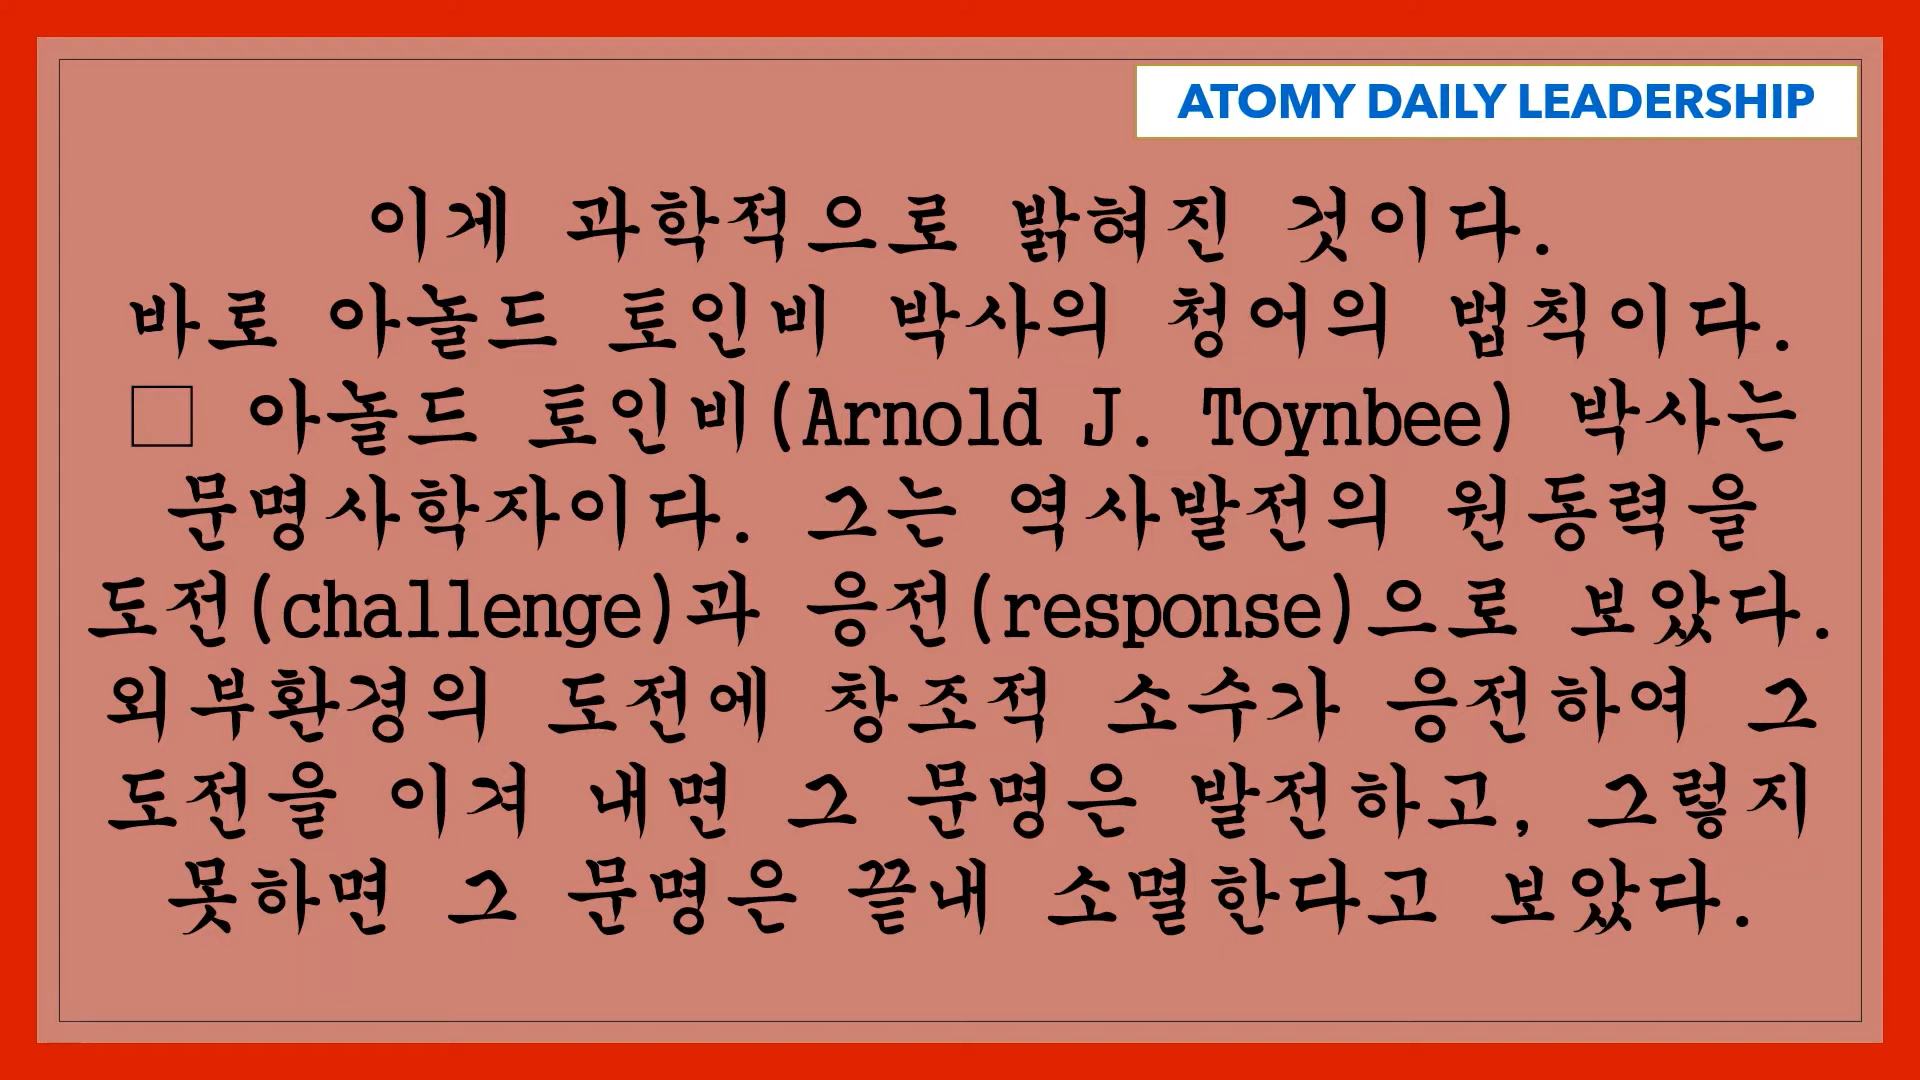 ATOMY DAILY LEADERSHIP
이게 과학적으로 밝혀진 것이다.
바로 아놀드 토인비 박사의 청어의 법칙이다.
□ 아놀드 토인비(Arnold J. Toynbee) 박사는
문명사학자이다. 그는 역사발전의 원동력을
도전(challenge)과 응전(response)으로 보았다.
외부환경의 도전에 창조적 소수가 응전하여 그
도전을 이겨 내면 그 문명은 발전하고, 그렇지
못하면 그 문명은 끝내 소멸한다고 보았다.